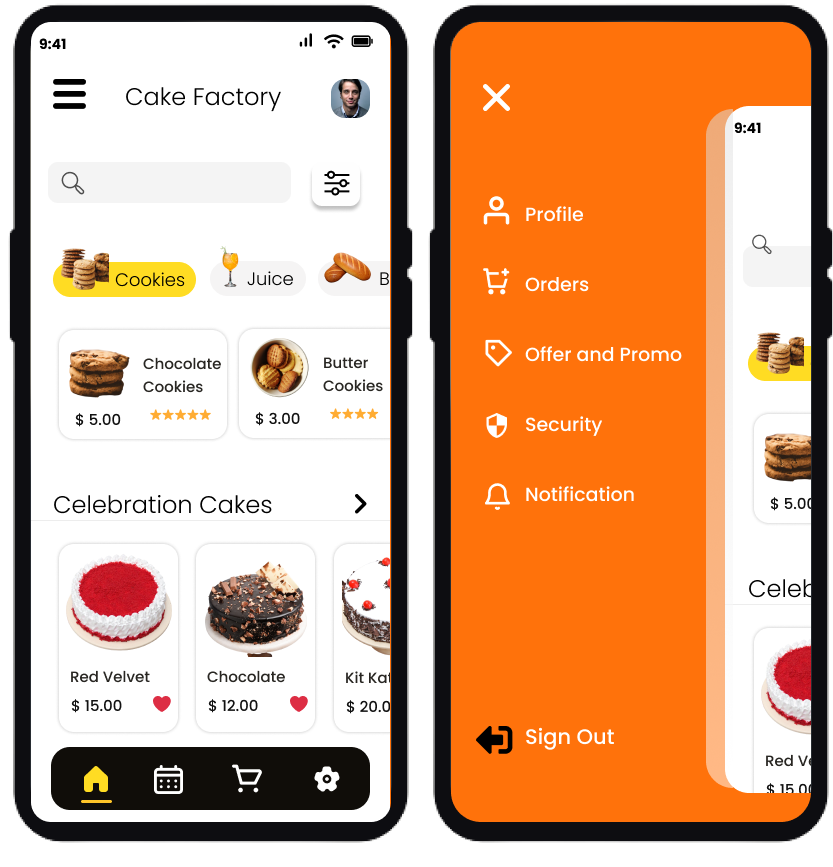 9:41
Cake Factory
Cookies
Juice
B
Chocolate
Cookies
$ 5.00
Butter
Cookies
$ 3.00
Celebration Cakes
Red Velvet
$ 15.00
Chocolate
$ 12.00
Kit Kat
$ 20.0
Profile
Orders
Offer and Promo
Security
Notification
Sign Out
9:41
$ 5.00
Celeb
Red Ve
$ 15.00